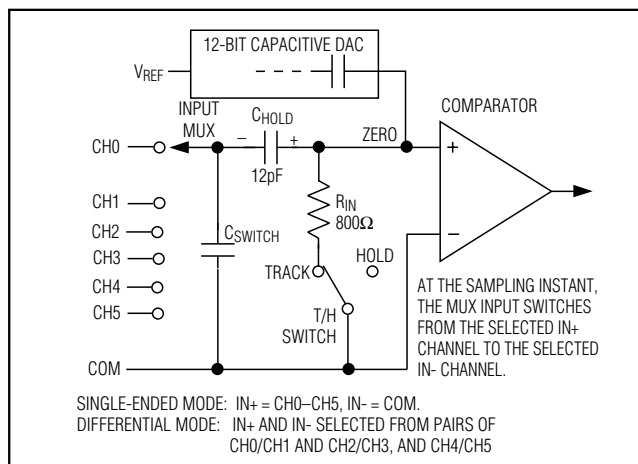 12-BIT CAPACITIVE DAC
VREF
INPUT
MUX
CHOLD
– +
12pF
ZERO
COMPARATOR
+
–
CH0
CH1
CH2
CH3
CH4
CH5
CSWITCH
RIN
800Ω
TRACK
HOLD
T/H
SWITCH
COM
AT THE SAMPLING INSTANT,
THE MUX INPUT SWITCHES
FROM THE SELECTED IN+
CHANNEL TO THE SELECTED
IN- CHANNEL.
SINGLE-ENDED MODE: IN+ = CH0–CH5, IN- = COM.
DIFFERENTIAL MODE: IN+ AND IN- SELECTED FROM PAIRS OF
CH0/CH1 AND CH2/CH3, AND CH4/CH5